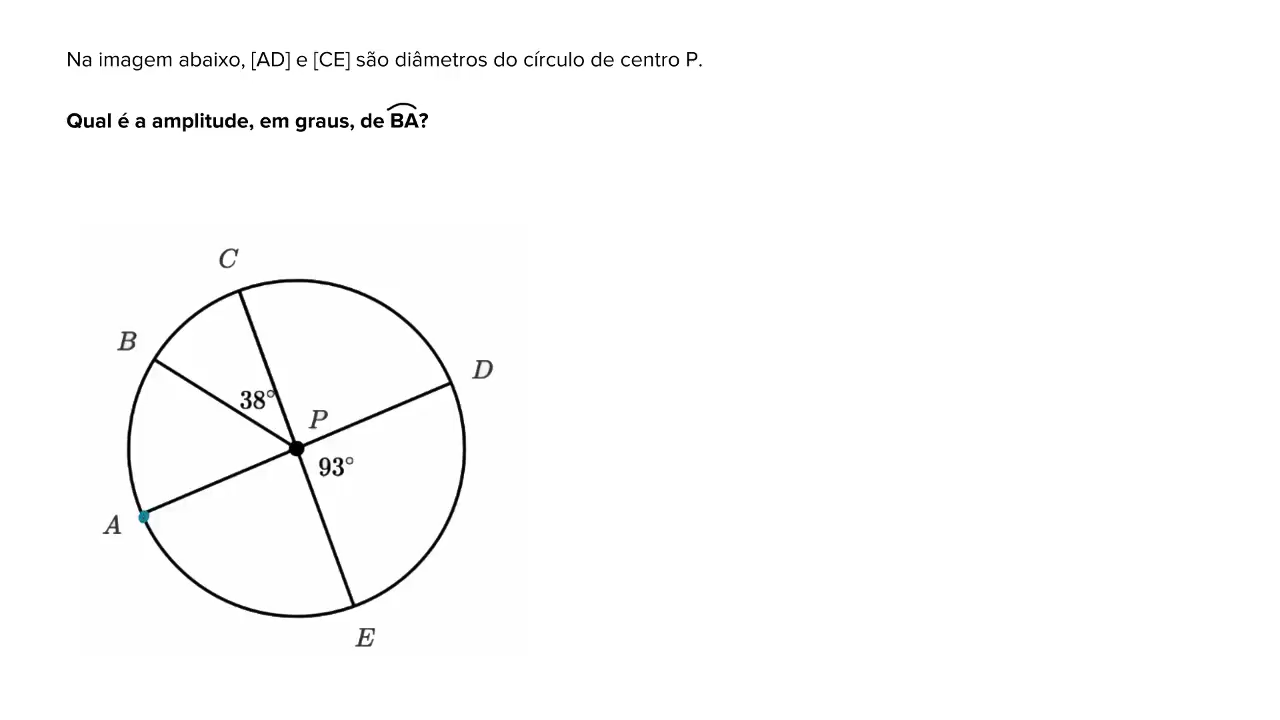 Na imagem abaixo, [AD] e [CE] são diâmetros do círculo de centro P.
Qual é a amplitude, em graus, de BA?
C
B
D
38°
P
93°
A
E